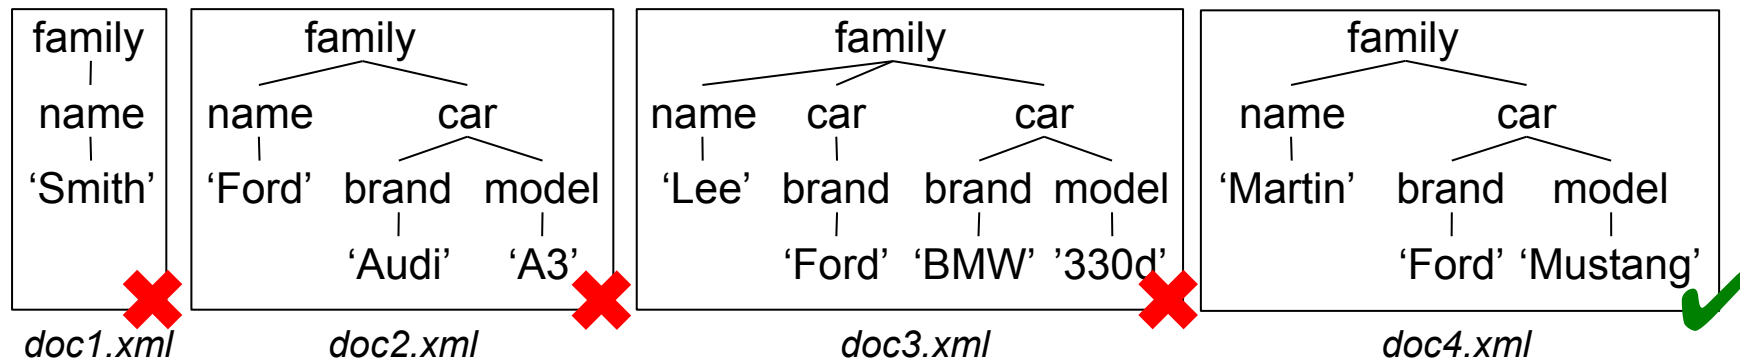 family family family family
name name car name car car name car
‘Smith’ ‘Ford’ brand model ‘Lee’ brand brand model ‘Martin’ brand model
‘Audi’ ‘A3’ ‘Ford’ ‘BMW’ ’330d’ ‘Ford’ ‘Mustang’
doc1.xml doc2.xml doc3.xml doc4.xml